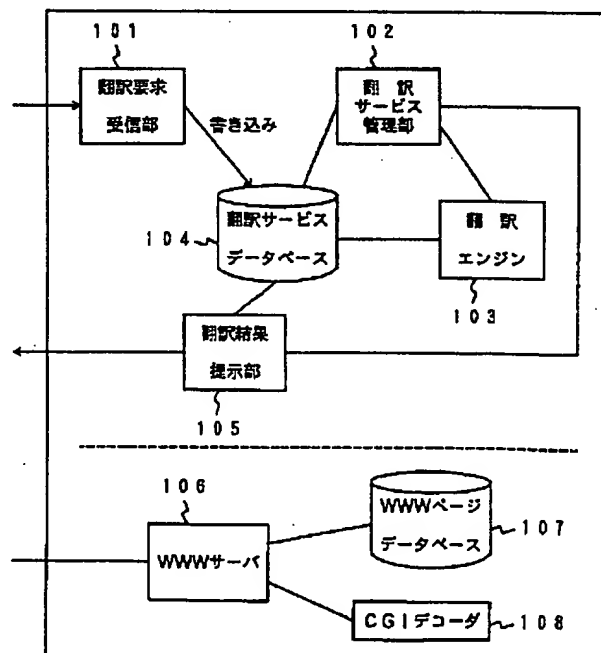 101
翻訳要求
受信部
102
翻 訳
サービス
管理部
書き込み
翻訳サービス
データベース
104
翻 訳
エンジン
103
翻訳結果
提示部
105
106
WWWサーバ
WWWページ
データベース
107
CGIデコーダ
108